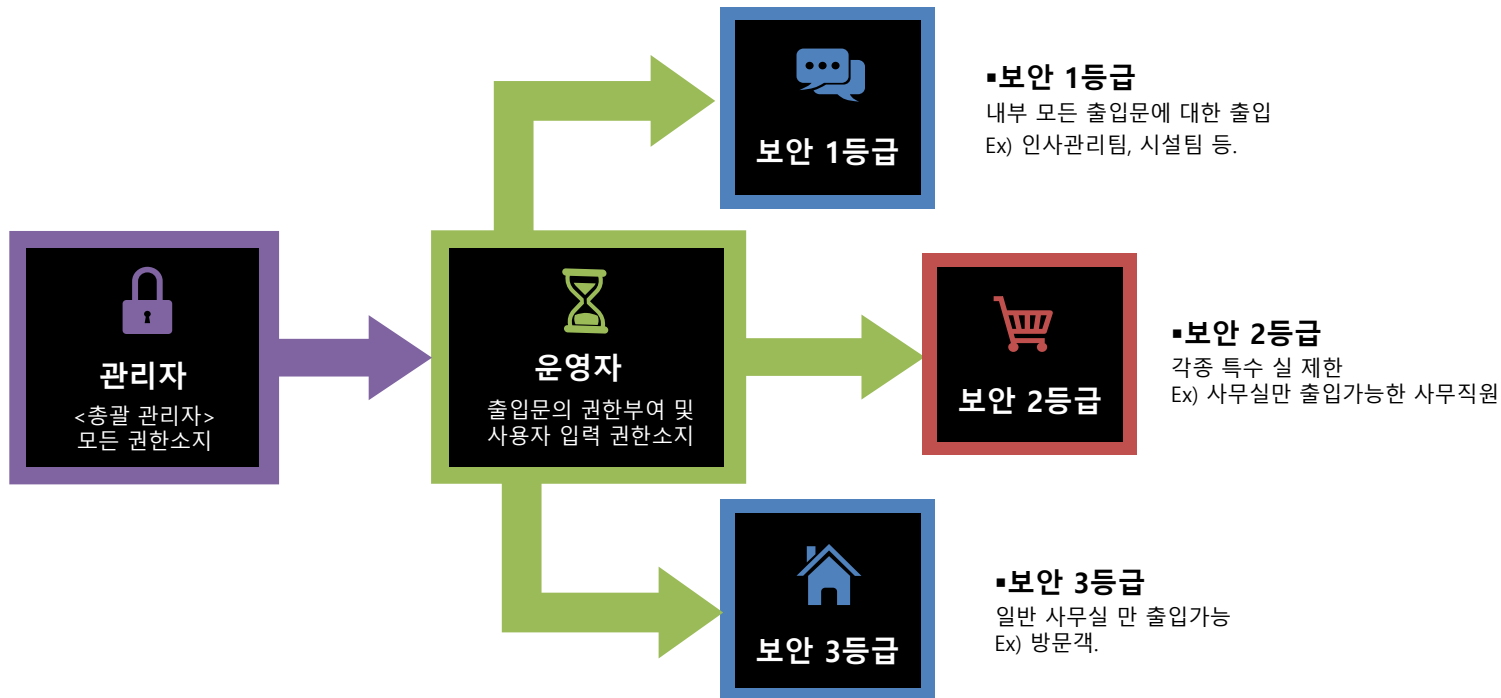 보안 1등급
▪보안 1등급
내부 모든 출입문에 대한 출입
Ex) 인사관리팀, 시설팀 등.
관리자
<총괄 관리자>
모든 권한소지
운영자
출입문의 권한부여 및
사용자 입력 권한소지
보안 2등급
▪보안 2등급
각종 특수 실 제한
Ex) 사무실만 출입가능한 사무직원
보안 3등급
▪보안 3등급
일반 사무실 만 출입가능
Ex) 방문객.